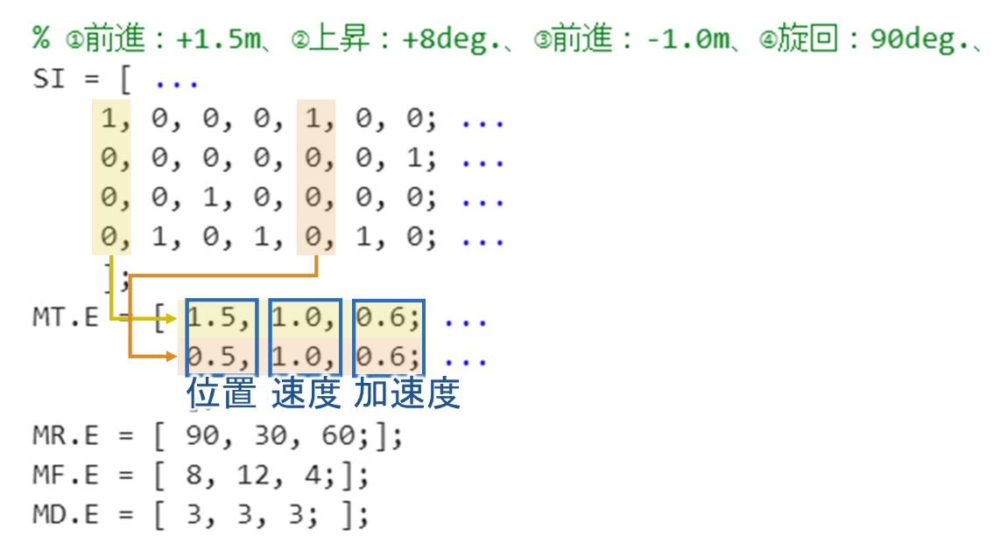 % ①前進：+1.5m、②上昇：+8deg.、③前進：-1.0m、④旋回：90deg.、
SI = [ ...
1, 0, 0, 0, 1, 0, 0; ...
0, 0, 0, 0, 0, 0, 1; ...
0, 0, 1, 0, 0, 0, 0; ...
0, 1, 0, 1, 0, 1, 0; ...
];
MT.E = [ 1.5, 1.0, 0.6; ...
0.5, 1.0, 0.6; ...
位置 速度 加速度
MR.E = [ 90, 30, 60;];
MF.E = [ 8, 12, 4;];
MD.E = [ 3, 3, 3; ];